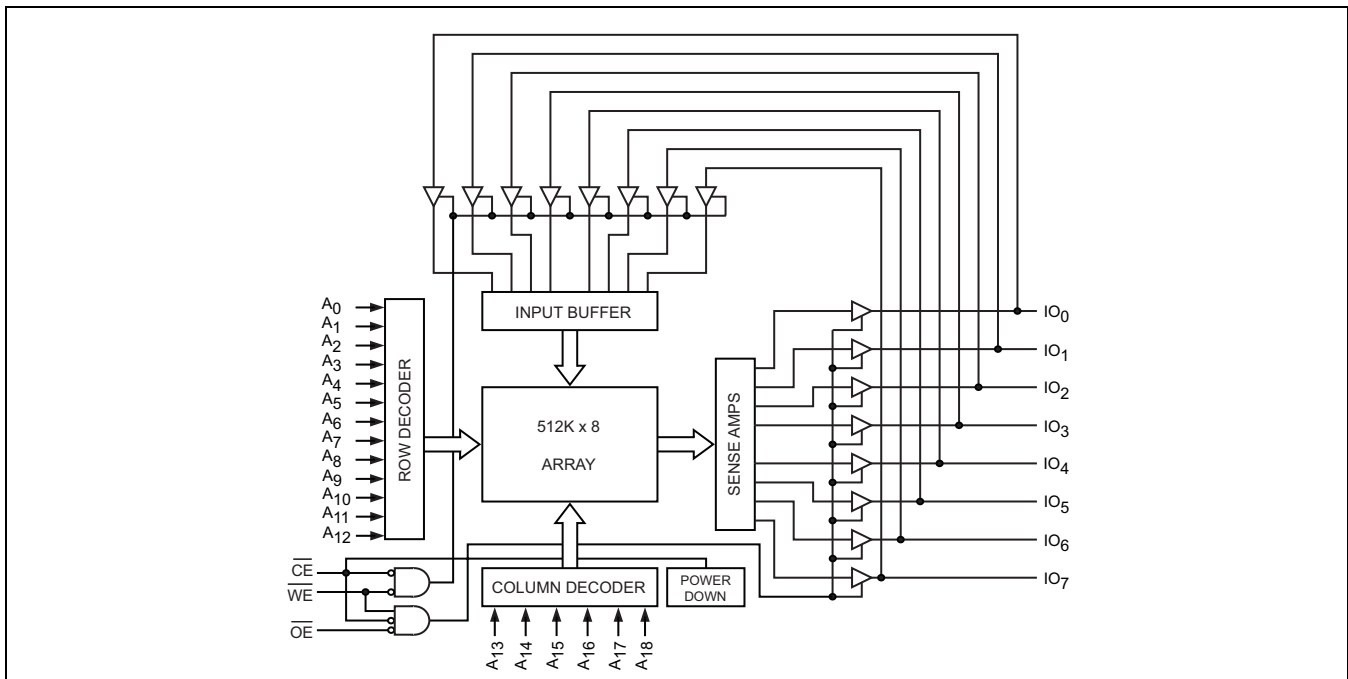 INPUT BUFFER
A0
A1
A2
A3
A4
A5
A6
A7
A8
A9
A10
A11
A12
ROW DECODER
512K x 8
ARRAY
SENSE AMPS
IO0
IO1
IO2
IO3
IO4
IO5
IO6
IO7
CE
WE
OE
COLUMN DECODER
POWER
DOWN
A13
A14
A15
A16
A17
A18